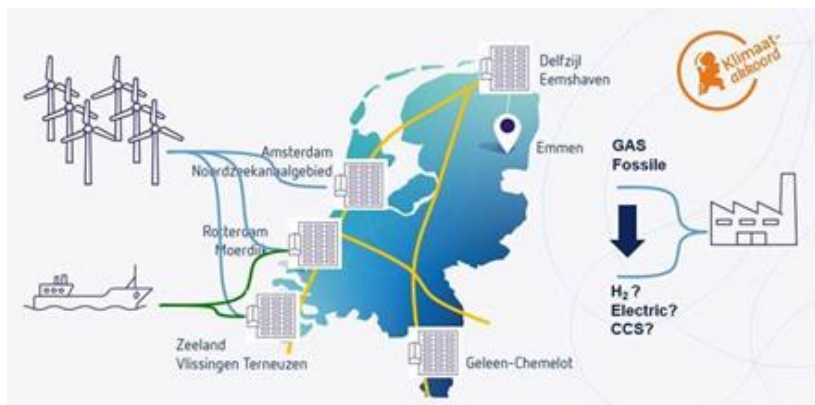 Delfzijl
Eemshaven
Klimaat-
akkoord
Emmen
Amsterdam
Noordzeekanaalgebied
GAS
Fossile
Rotterdam
Moerdijk
H₂ ?
Electric?
CCS?
Zeeland
Vlissingen Terneuzen
Geleen-Chemelot